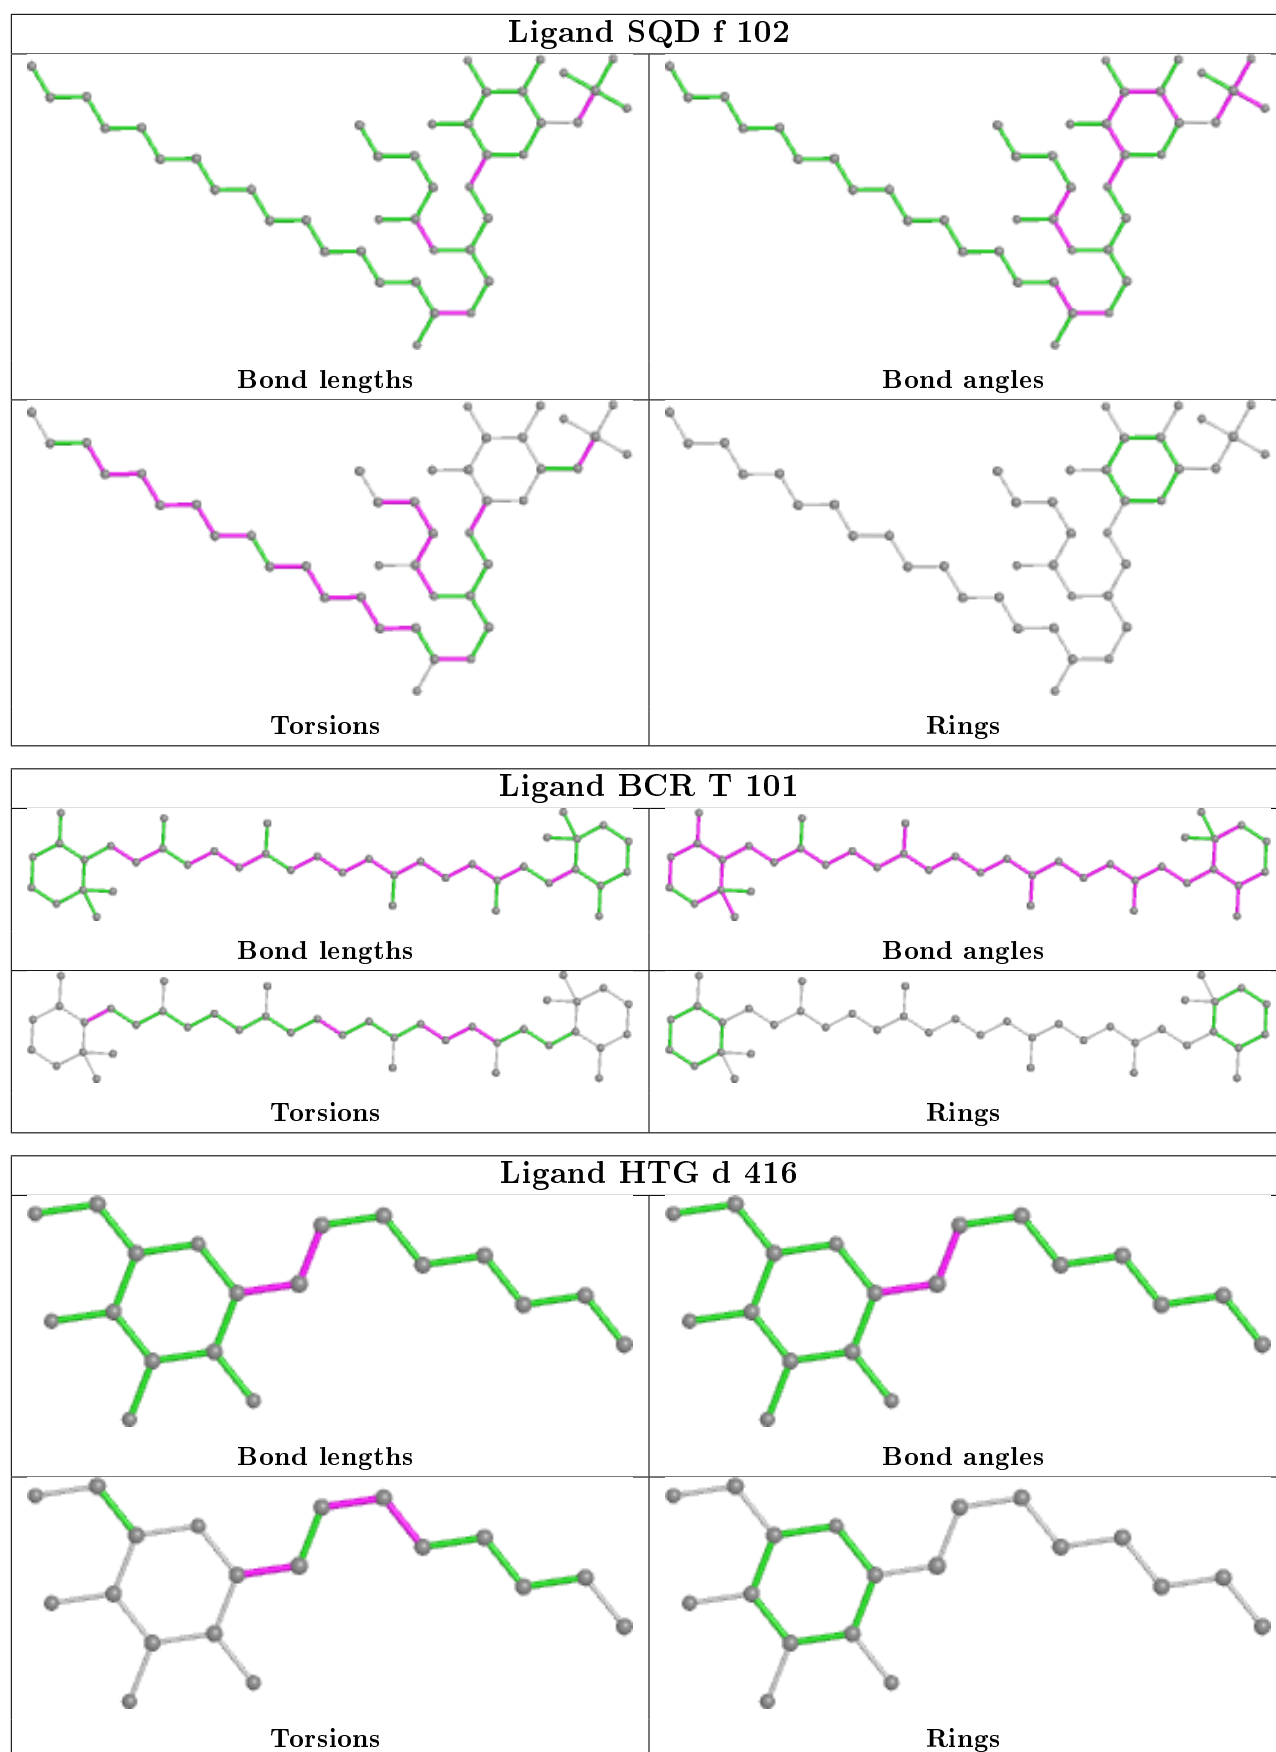 Ligand SQD f 102
Bond lengths
Bond angles
Torsions
Rings
Ligand BCR T 101
Bond lengths
Bond angles
Torsions
Rings
Ligand HTG d 416
Bond lengths
Bond angles
Torsions
Rings